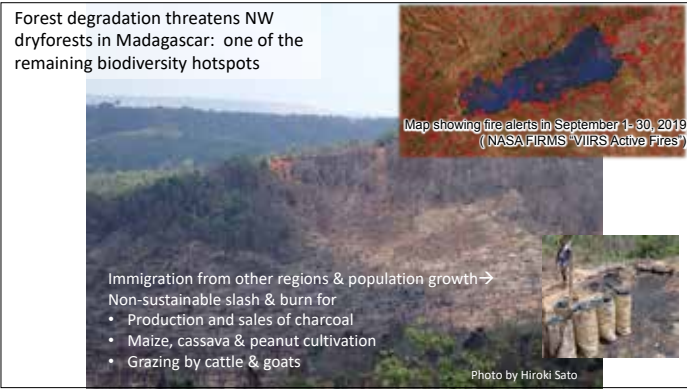 Forest degradation threatens NW
dryforests in Madagascar: one of the
remaining biodiversity hotspots
Map showing fire alerts in September 1- 30, 2019
( NASA FIRMS "VIIRS Active Fires")
Immigration from other regions & population growth→
Non-sustainable slash & burn for
• Production and sales of charcoal
• Maize, cassava & peanut cultivation
• Grazing by cattle & goats
Photo by Hiroki Sato